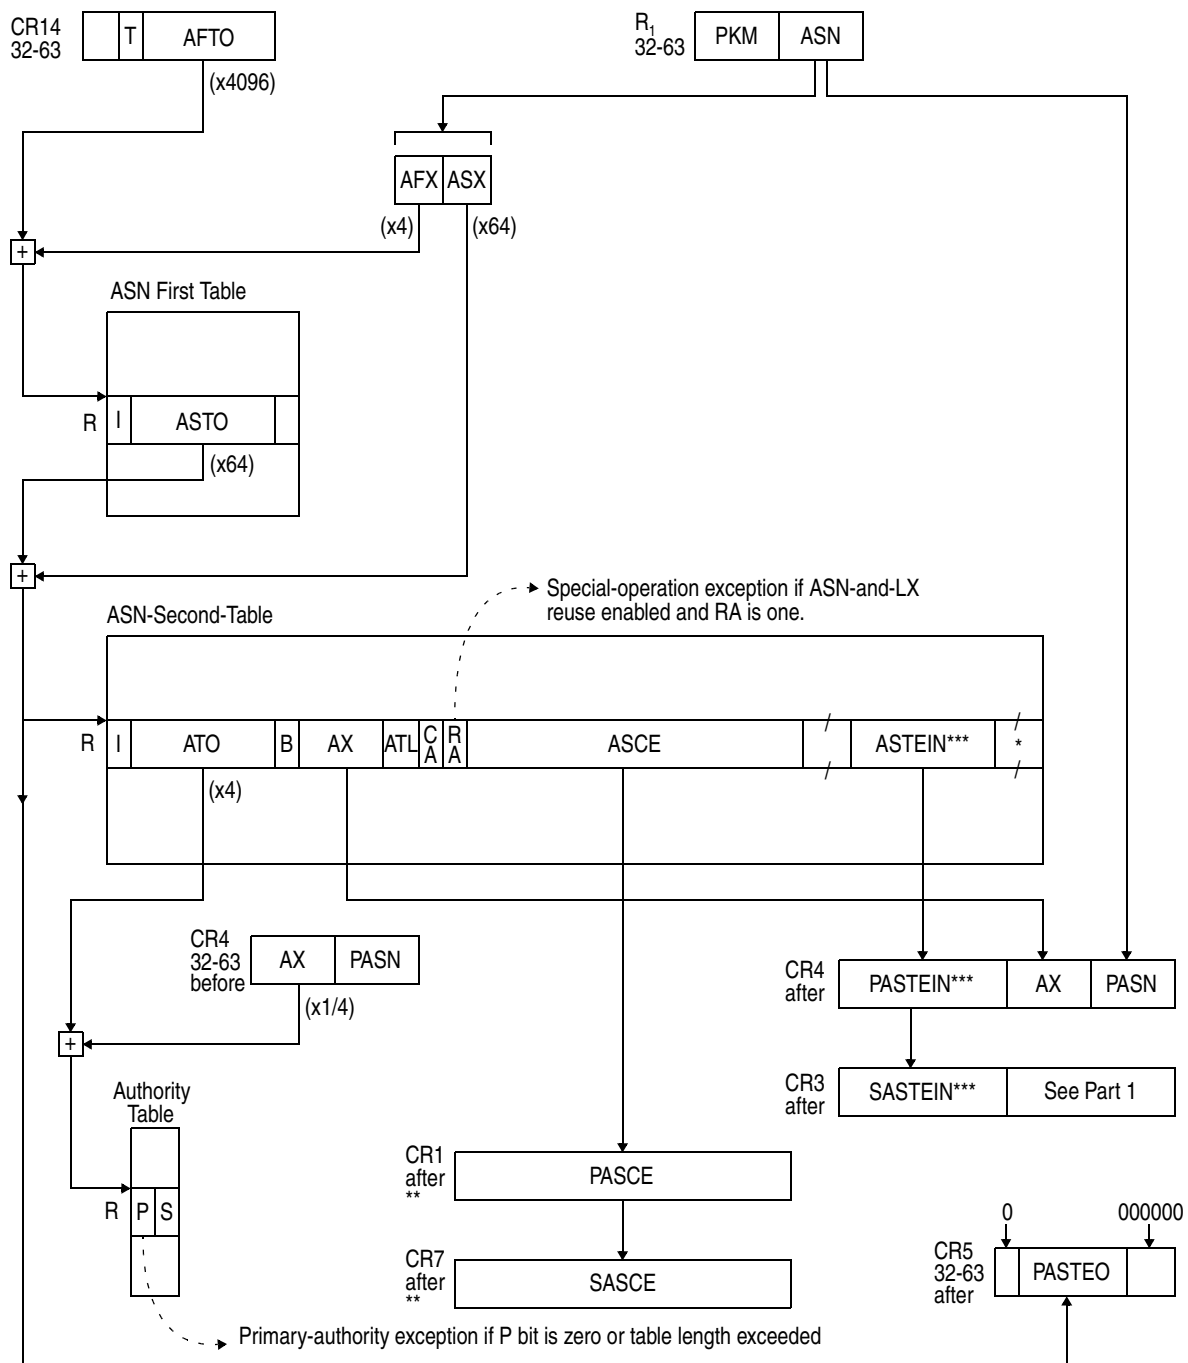 CR14
32-63
T
AFTO
(x4096)
R1
32-63
PKM
ASN
AFX
ASX
(x4)
(x64)
+
ASN First Table
R
I
ASTO
(x64)
+
Special-operation exception if ASN-and-LX
reuse enabled and RA is one.
ASN-Second-Table
R
I
ATO
B
AX
ATL
CA
RA
ASCE
/
/
ASTEIN***
/
*
/
(x4)
CR4
32-63
before
AX
PASN
(x1/4)
+
CR4
after
PASTEIN***
AX
PASN
CR3
after
SASTEIN***
See Part 1
Authority
Table
R
P
S
CR1
after
**
PASCE
CR7
after
**
SASCE
0
000000
CR5
32-63
after
PASTEO
Primary-authority exception if P bit is zero or table length exceeded